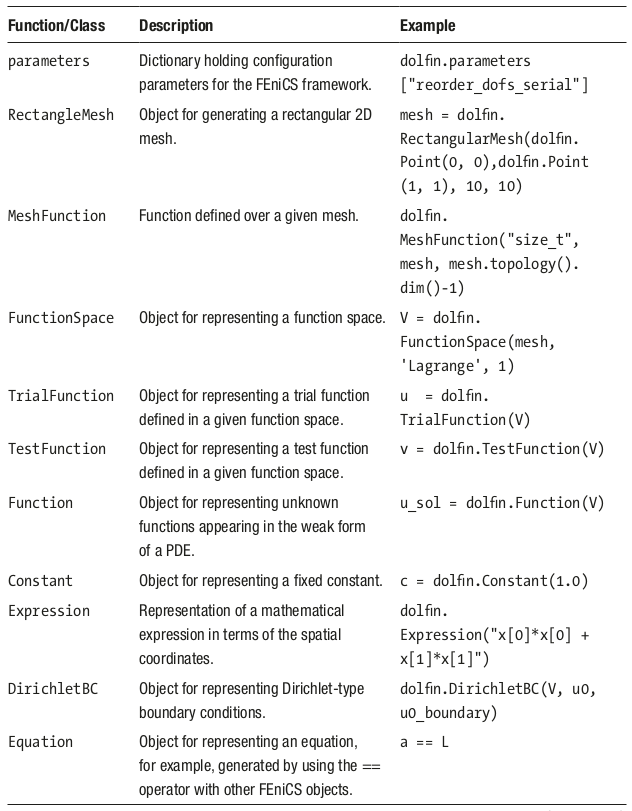 Function/Class Description Example
parameters Dictionary holding configuration dolfin.parameters
parameters for the FEniCS framework. ["reorder_dofs_serial"]
RectangleMesh Object for generating a rectangular 2D mesh = dolfin.
mesh. RectangularMesh(dolfin.
Point(0, 0),dolfin.Point
(1, 1), 10, 10)
MeshFunction Function defined over a given mesh. dolfin.
MeshFunction("size_t",
mesh, mesh.topology().
dim()-1)
FunctionSpace Object for representing a function space. V = dolfin.
FunctionSpace(mesh,
'Lagrange', 1)
TrialFunction Object for representing a trial function u = dolfin.
defined in a given function space. TrialFunction(V)
TestFunction Object for representing a test function v = dolfin.TestFunction(V)
defined in a given function space.
Function Object for representing unknown u_sol = dolfin.Function(V)
functions appearing in the weak form
of a PDE.
Constant Object for representing a fixed constant. c = dolfin.Constant(1.0)
Expression Representation of a mathematical dolfin.
expression in terms of the spatial Expression("x[0]*x[0] +
coordinates. x[1]*x[1]")
DirichletBC Object for representing Dirichlet-type dolfin.DirichletBC(V, u0,
boundary conditions. u0_boundary)
Equation Object for representing an equation, a == L
for example, generated by using the ==
operator with other FEniCS objects.